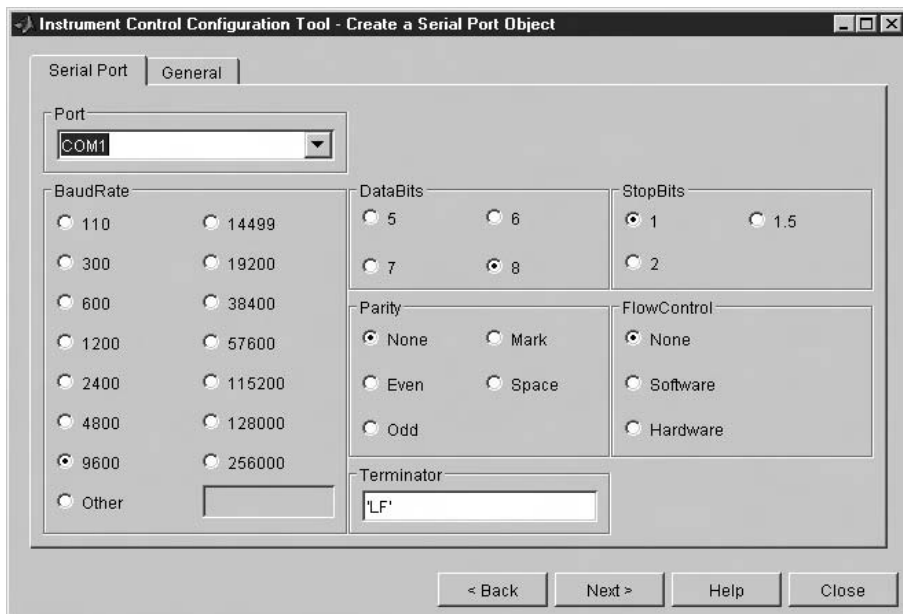 Instrument Control Configuration Tool - Create a Serial Port Object
Serial Port
General
Port
COM1
BaudRate
110
14499
300
19200
600
38400
1200
57600
2400
115200
4800
128000
9600
256000
Other
DataBits
5
6
7
8
StopBits
1
1.5
2
Parity
None
Mark
Even
Space
Odd
FlowControl
None
Software
Hardware
Terminator
'LF'
< Back
Next >
Help
Close